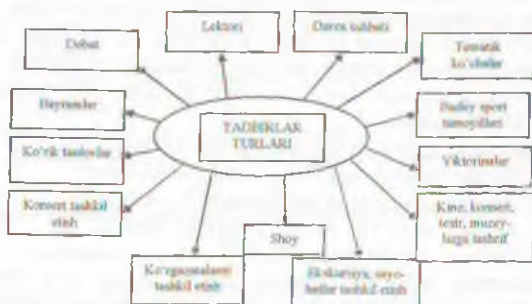 Lektori
Davra suhbati
Debat
Tematik
ko'chalar
Bayramlar
TADBIRLAR
TURLARI
Badiiy sport
tamoyillari
Ko'rik tanlovlar
Viktorinalar
Konsert tashkil
etish
Kino, konsert,
teatr, muzey-
larga tashrif
Shoy
Ko'rgazmalarni
tashkil etish
Ekskursiya, sayo-
hatlar tashkil etish